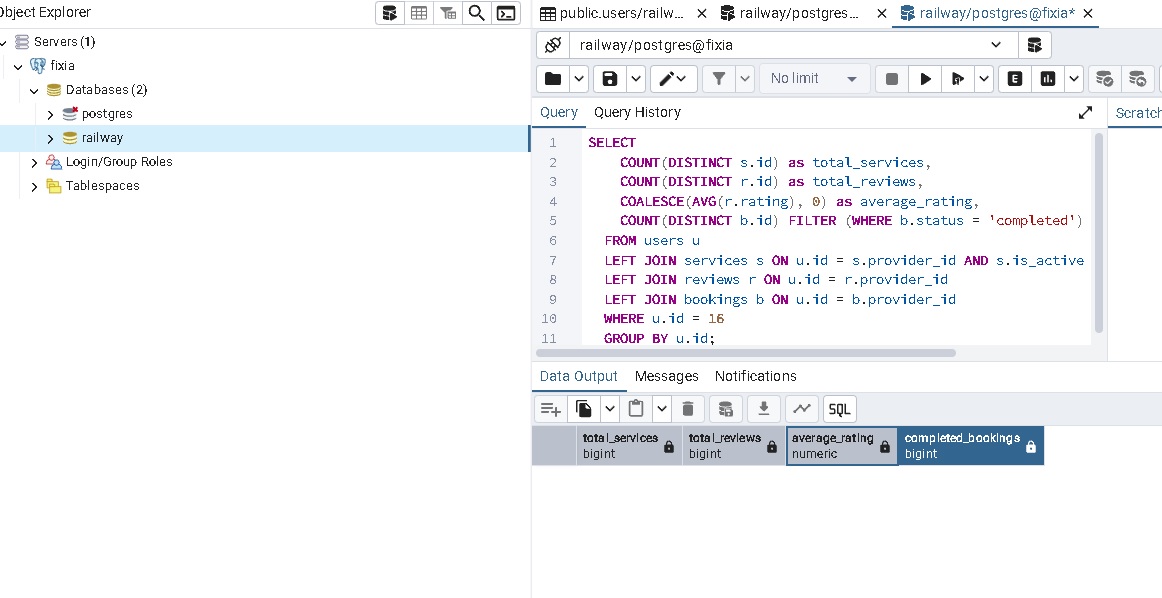 Object Explorer
Servers (1)
fixia
Databases (2)
postgres
railway
Login/Group Roles
Tablespaces
public.users/railw... railway/postgres... railway/postgres@fixia*
railway/postgres@fixia
No limit
Query Query History
Scratch
1 SELECT
2 COUNT(DISTINCT s.id) as total_services,
3 COUNT(DISTINCT r.id) as total_reviews,
4 COALESCE(AVG(r.rating), 0) as average_rating,
5 COUNT(DISTINCT b.id) FILTER (WHERE b.status = 'completed')
6 FROM users u
7 LEFT JOIN services s ON u.id = s.provider_id AND s.is_active
8 LEFT JOIN reviews r ON u.id = r.provider_id
9 LEFT JOIN bookings b ON u.id = b.provider_id
10 WHERE u.id = 16
11 GROUP BY u.id;
Data Output Messages Notifications
SQL
total_services total_reviews average_rating completed_bookings
bigint bigint numeric bigint